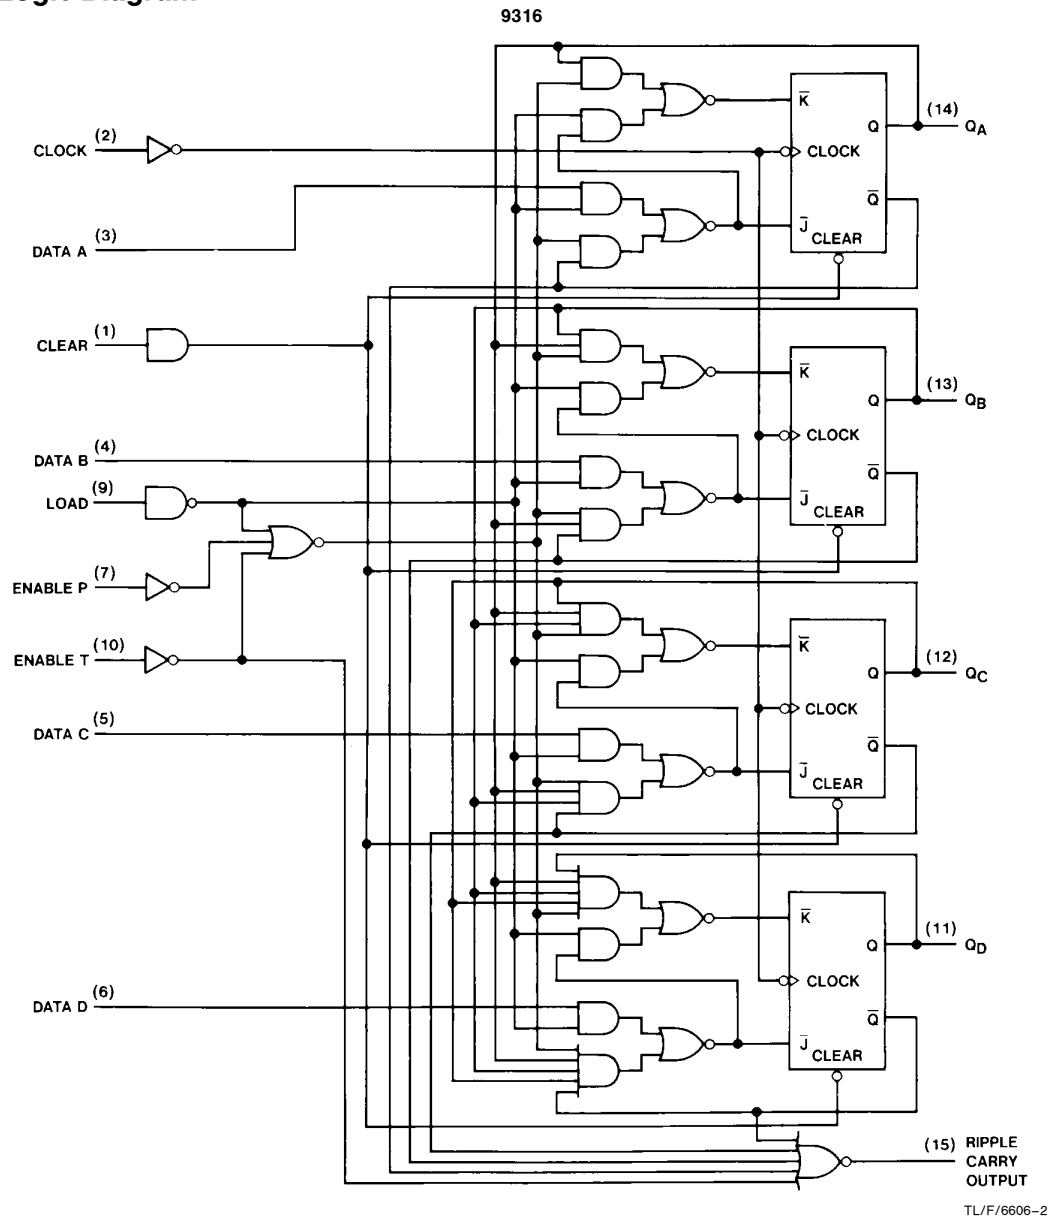 Logic Diagram
9316
K̅
(14)
Q
Q_A
(2)
CLOCK
CLOCK
Q̅
(3)
DATA A
J̅
CLEAR
(1)
CLEAR
K̅
(13)
Q
Q_B
CLOCK
(4)
DATA B
Q̅
(9)
LOAD
J̅
CLEAR
(7)
ENABLE P
(10)
ENABLE T
K̅
(12)
Q
Q_C
CLOCK
(5)
DATA C
Q̅
J̅
CLEAR
K̅
(11)
Q
Q_D
CLOCK
(6)
DATA D
Q̅
J̅
CLEAR
(15)
RIPPLE
CARRY
OUTPUT
TL/F/6606–2